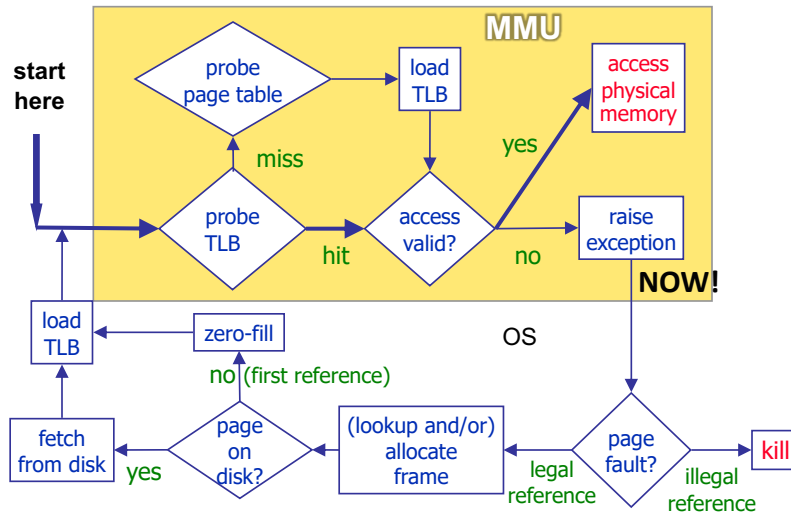 MMU
start
here
probe
page table
load
TLB
access
physical
memory
miss
yes
probe
TLB
hit
access
valid?
no
raise
exception
NOW!
load
TLB
zero-fill
OS
no (first reference)
fetch
from disk
yes
page
on
disk?
(lookup and/or)
allocate
frame
legal
reference
page
fault?
illegal
reference
kill